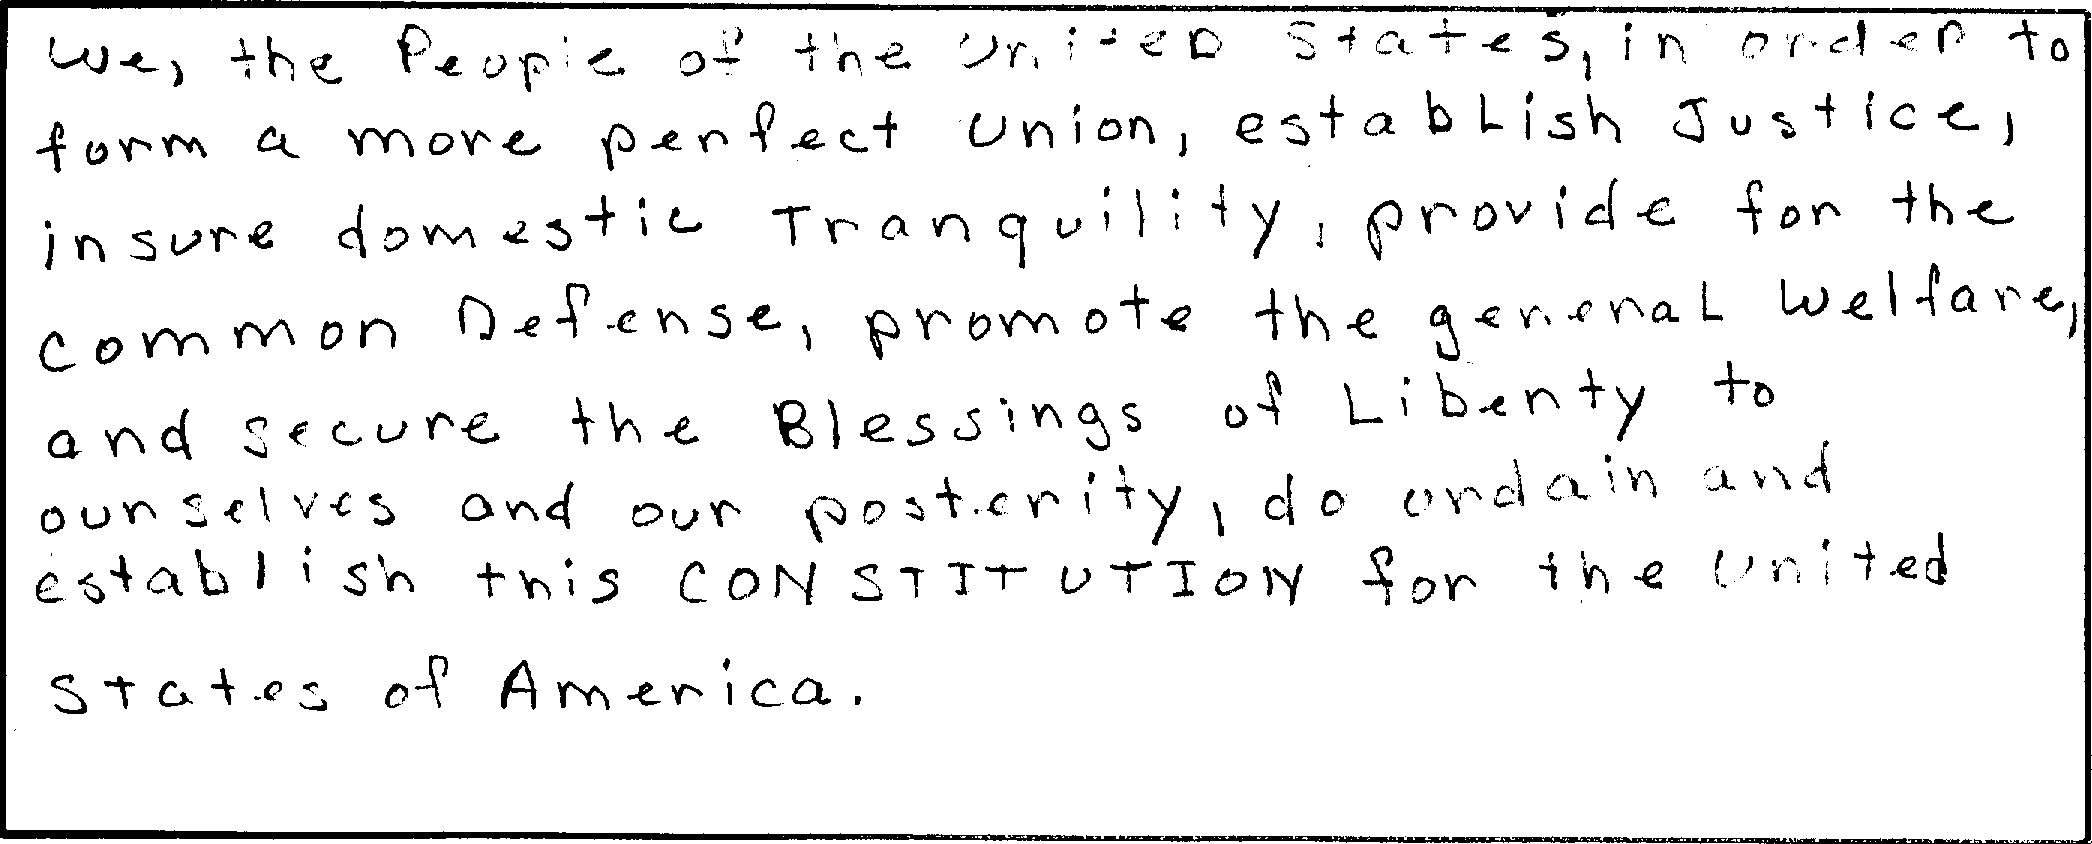 We, the People of the United States, in order to
form a more perfect Union, establish Justice,
insure domestic Tranquility, provide for the
common Defense, promote the general Welfare,
and secure the Blessings of Liberty to
ourselves and our posterity, do ordain and
establish this CONSTITUTION for the United
States of America.